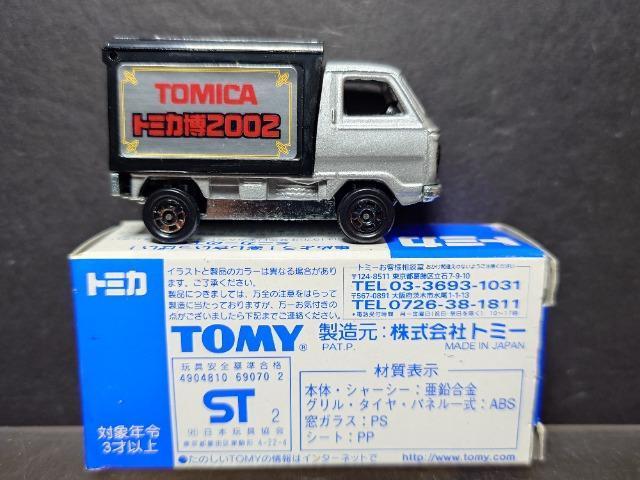 TOMICA
トミカ博2002
トミカ
トミカ
イラストと製品のカラーは異なる場合があり
ます。ご了承ください。
製品につきましては、万全の注意をはらって
製造に当たっておりますが、万一お気付きの
点がございましたら下記までご連絡ください。
トミーお客様相談室
〒124-8511 東京都葛飾区立石7-9-10
TEL03-3693-1031
〒567-0891 大阪府茨木市水尾1-1-13
TEL0726-38-1811
TOMY®
PAT.P.
製造元:株式会社トミー
MADE IN JAPAN
玩具安全基準合格
4904810 69070 2
ST 2
日本玩具協会
対象年令
3才以上
材質表示
本体・シャーシー:亜鉛合金
グリル・タイヤ・パネル一式:ABS
窓ガラス:PS
シート:PP
●たのしいTOMYの情報はインターネットで http://www.tomy.com/